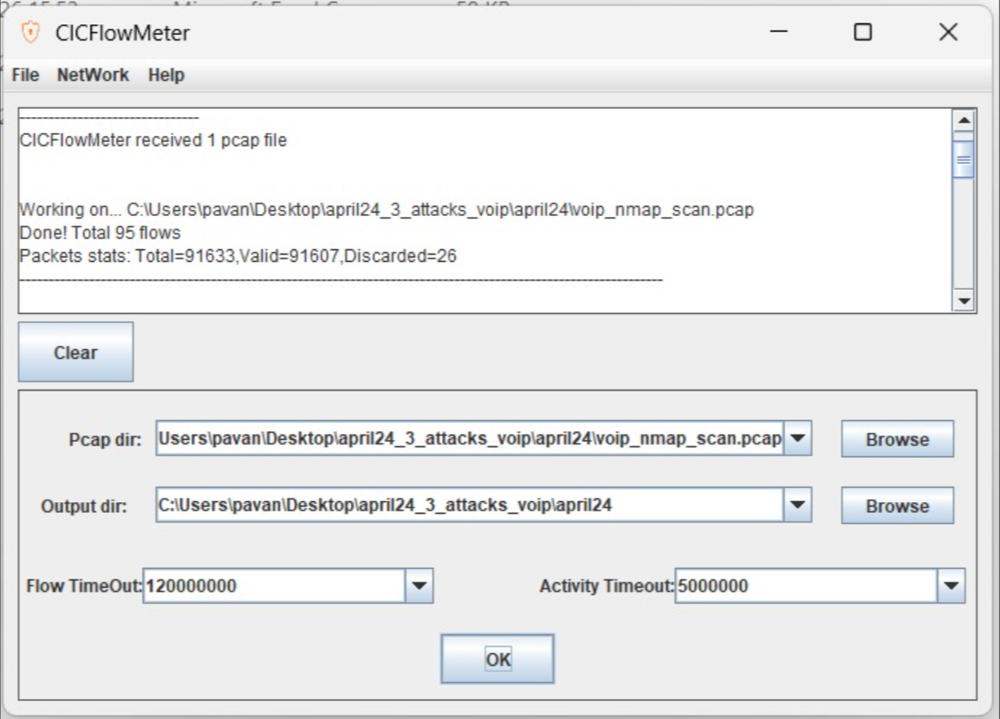 CICFlowMeter
File NetWork Help
-------------------------------
CICFlowMeter received 1 pcap file
Working on... C:\Users\pavan\Desktop\april24_3_attacks_voip\april24\voip_nmap_scan.pcap
Done! Total 95 flows
Packets stats: Total=91633,Valid=91607,Discarded=26
---------------------------------------------------------------------------------------------------------------
Clear
Pcap dir: Users\pavan\Desktop\april24_3_attacks_voip\april24\voip_nmap_scan.pcap Browse
Output dir: C:\Users\pavan\Desktop\april24_3_attacks_voip\april24 Browse
Flow TimeOut: 120000000 Activity Timeout: 5000000
OK